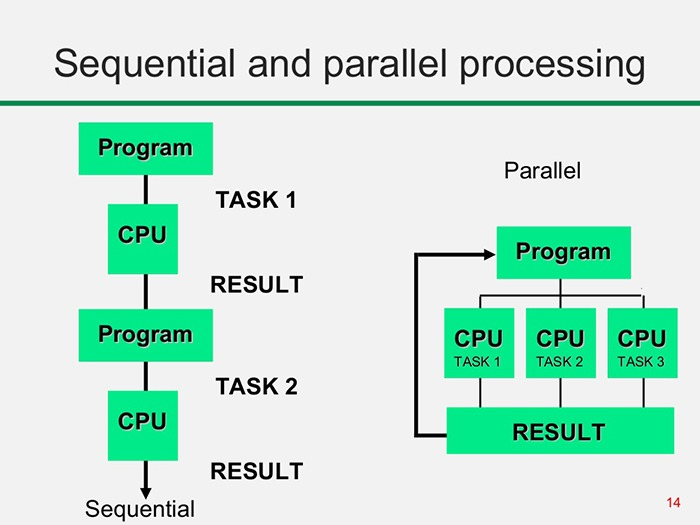 Sequential and parallel processing
Program
TASK 1
CPU
RESULT
Program
TASK 2
CPU
RESULT
Sequential
Parallel
Program
CPU CPU CPU
TASK 1 TASK 2 TASK 3
RESULT
14